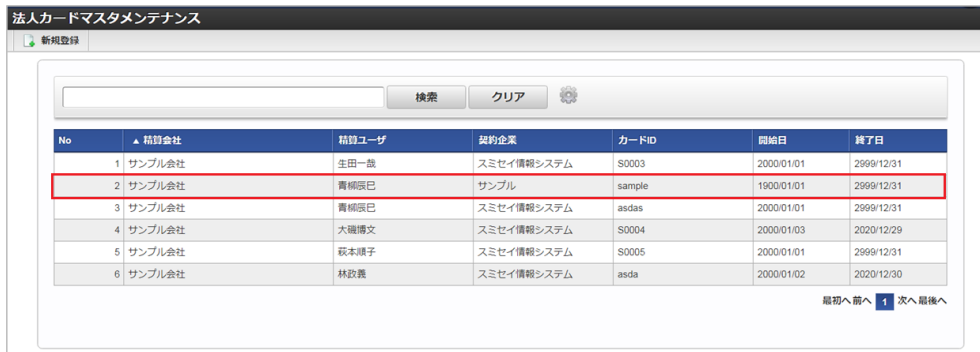 法人カードマスタメンテナンス
新規登録
検索 クリア
No ▲ 精算会社 精算ユーザ 契約企業 カードID 開始日 終了日
1 サンプル会社 生田一哉 スミセイ情報システム S0003 2000/01/01 2999/12/31
2 サンプル会社 青柳辰巳 サンプル sample 1900/01/01 2999/12/31
3 サンプル会社 青柳辰巳 スミセイ情報システム asdas 2000/01/01 2999/12/31
4 サンプル会社 大磯博文 スミセイ情報システム S0004 2000/01/03 2020/12/29
5 サンプル会社 萩本順子 スミセイ情報システム S0005 2000/01/01 2999/12/31
6 サンプル会社 林政義 スミセイ情報システム asda 2000/01/02 2020/12/30
最初へ 前へ 1 次へ 最後へ